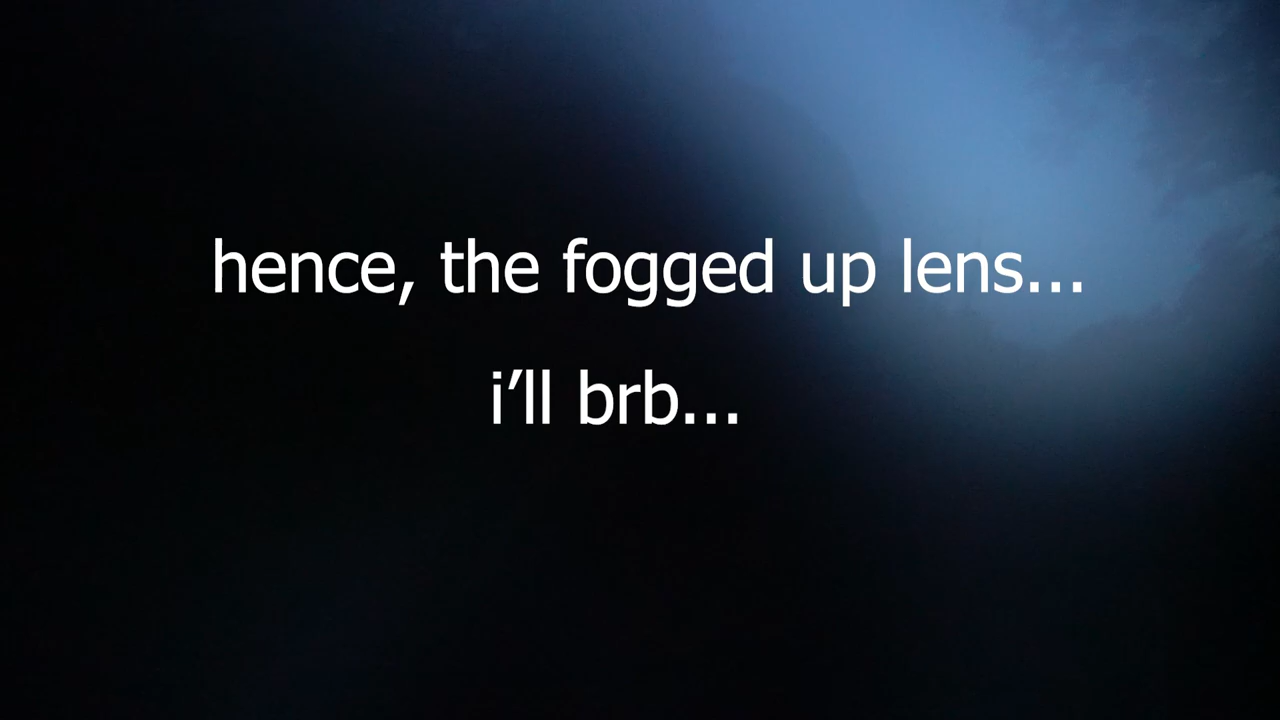 hence, the fogged up lens...
i’ll brb...